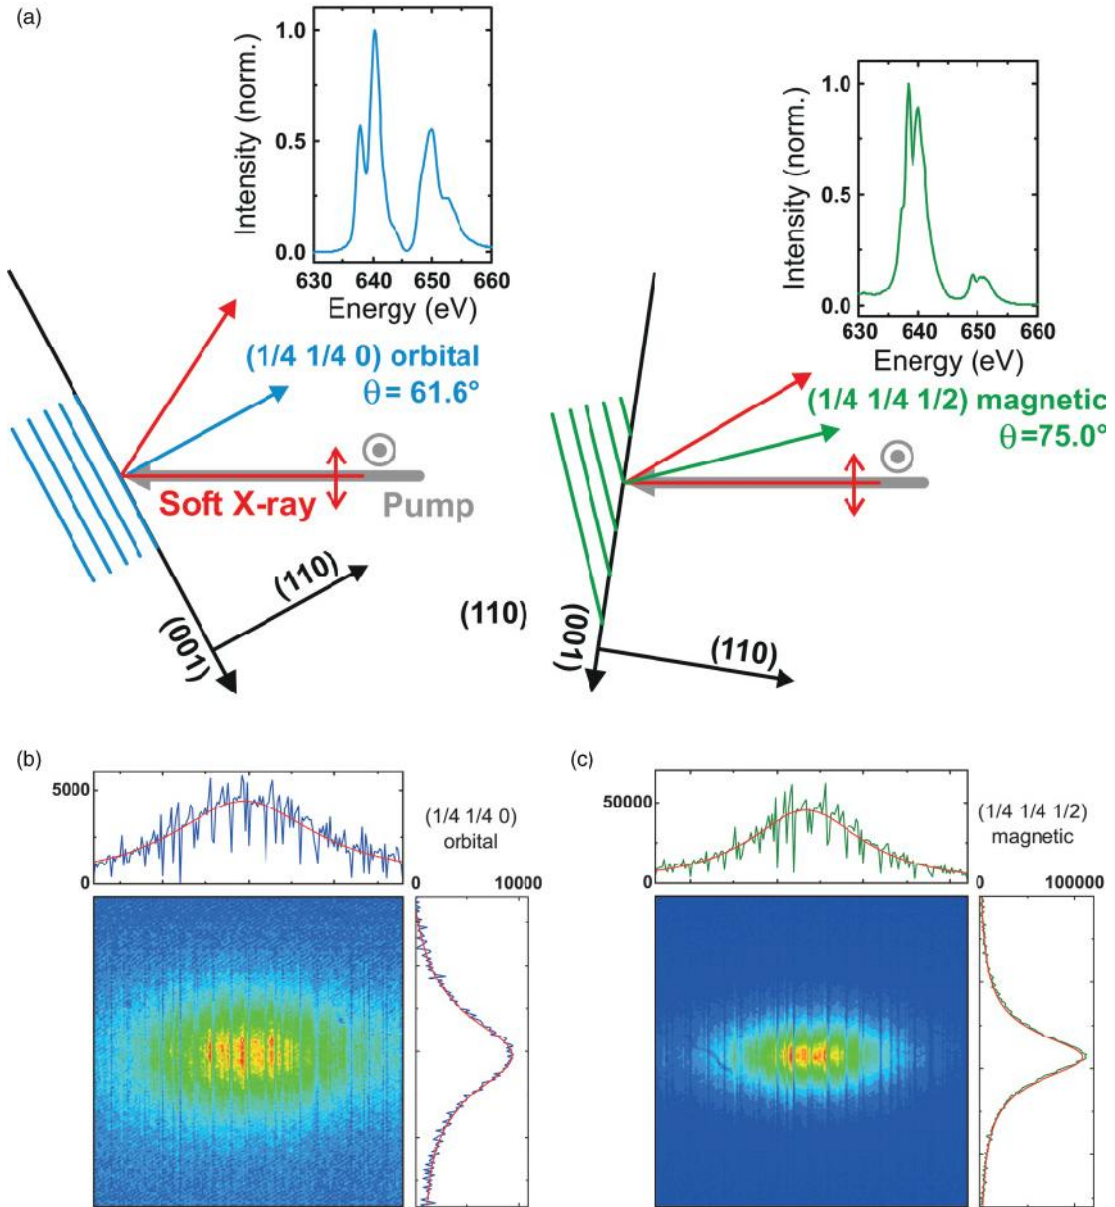 (a)
Intensity (norm.)
1.0
0.5
0.0
630 640 650 660
Energy (eV)
Intensity (norm.)
1.0
0.5
0.0
630 640 650 660
Energy (eV)
(1/4 1/4 0) orbital
θ = 61.6°
Soft X-ray
Pump
(110)
(001)
(1/4 1/4 1/2) magnetic
θ = 75.0°
(110)
(001)
(110)
(b)
5000
0
(1/4 1/4 0)
orbital
0 10000
(c)
50000
0
(1/4 1/4 1/2)
magnetic
0 100000